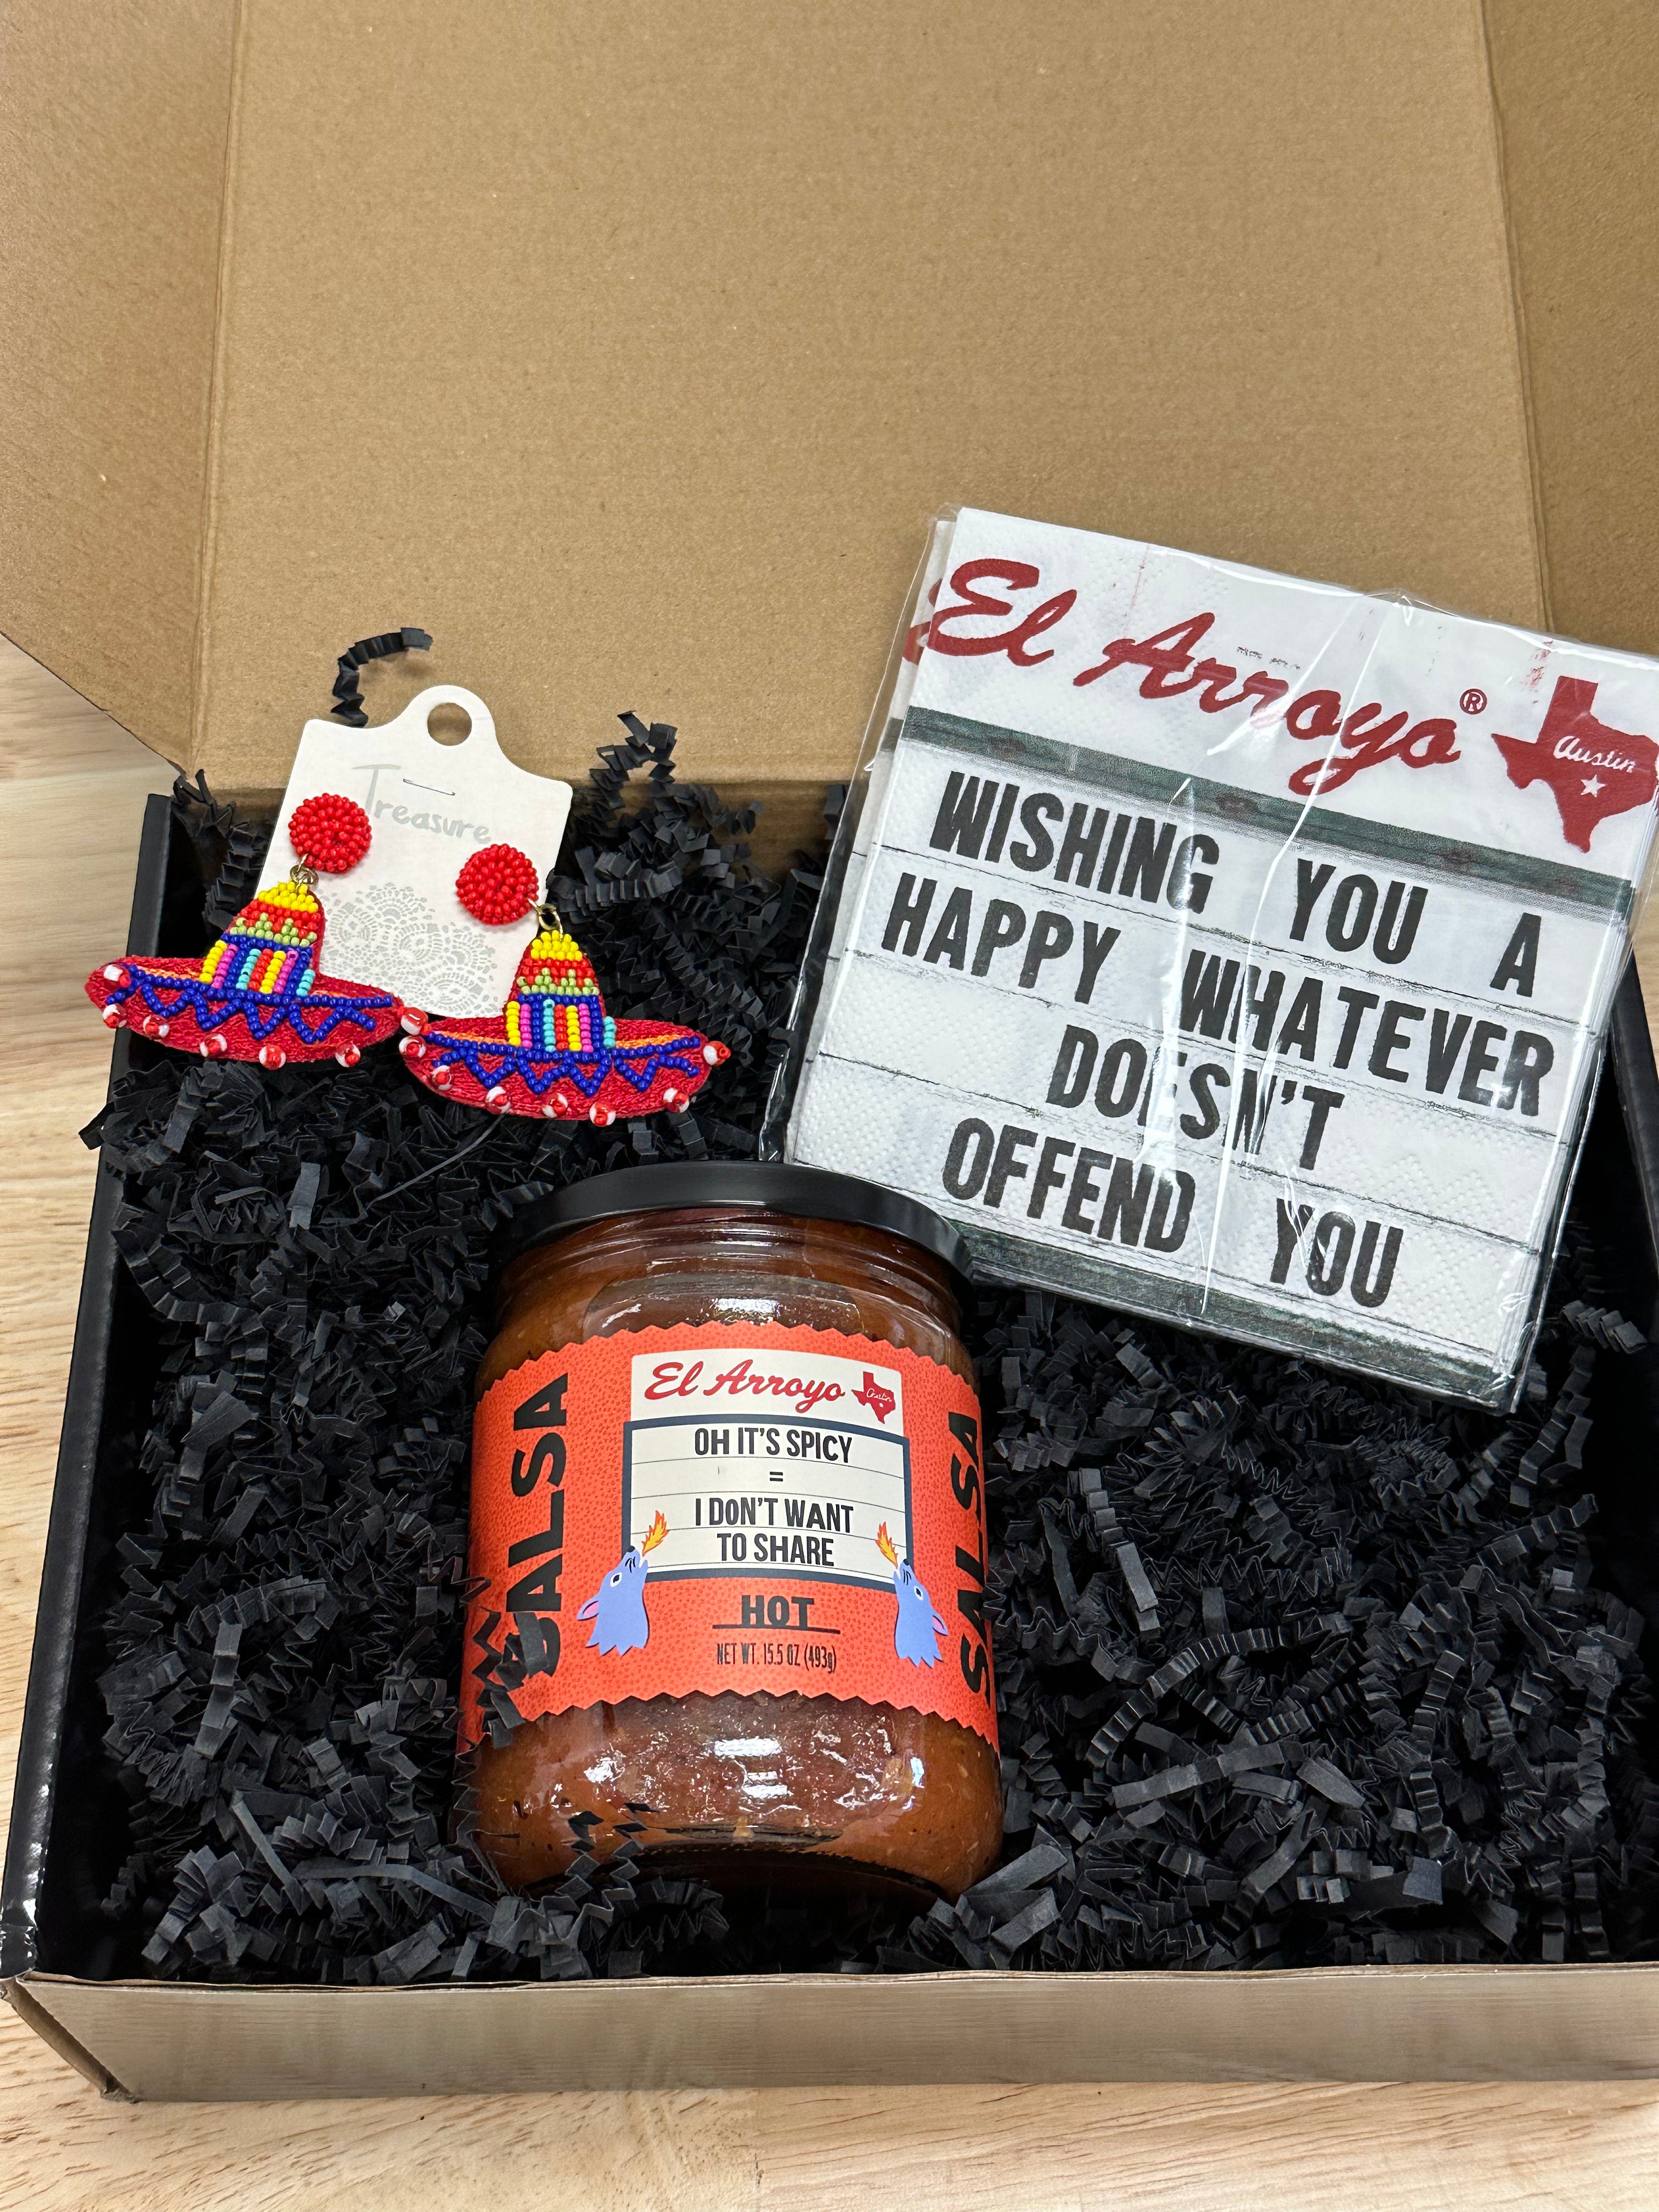 Treasure
El Arroyo®
Austin
WISHING YOU A
HAPPY WHATEVER
DOESN'T
OFFEND YOU
El Arroyo
Austin
OH IT'S SPICY
=
I DON'T WANT
TO SHARE
HOT
NET WT. 15.5 OZ (493g)
SALSA
SALSA